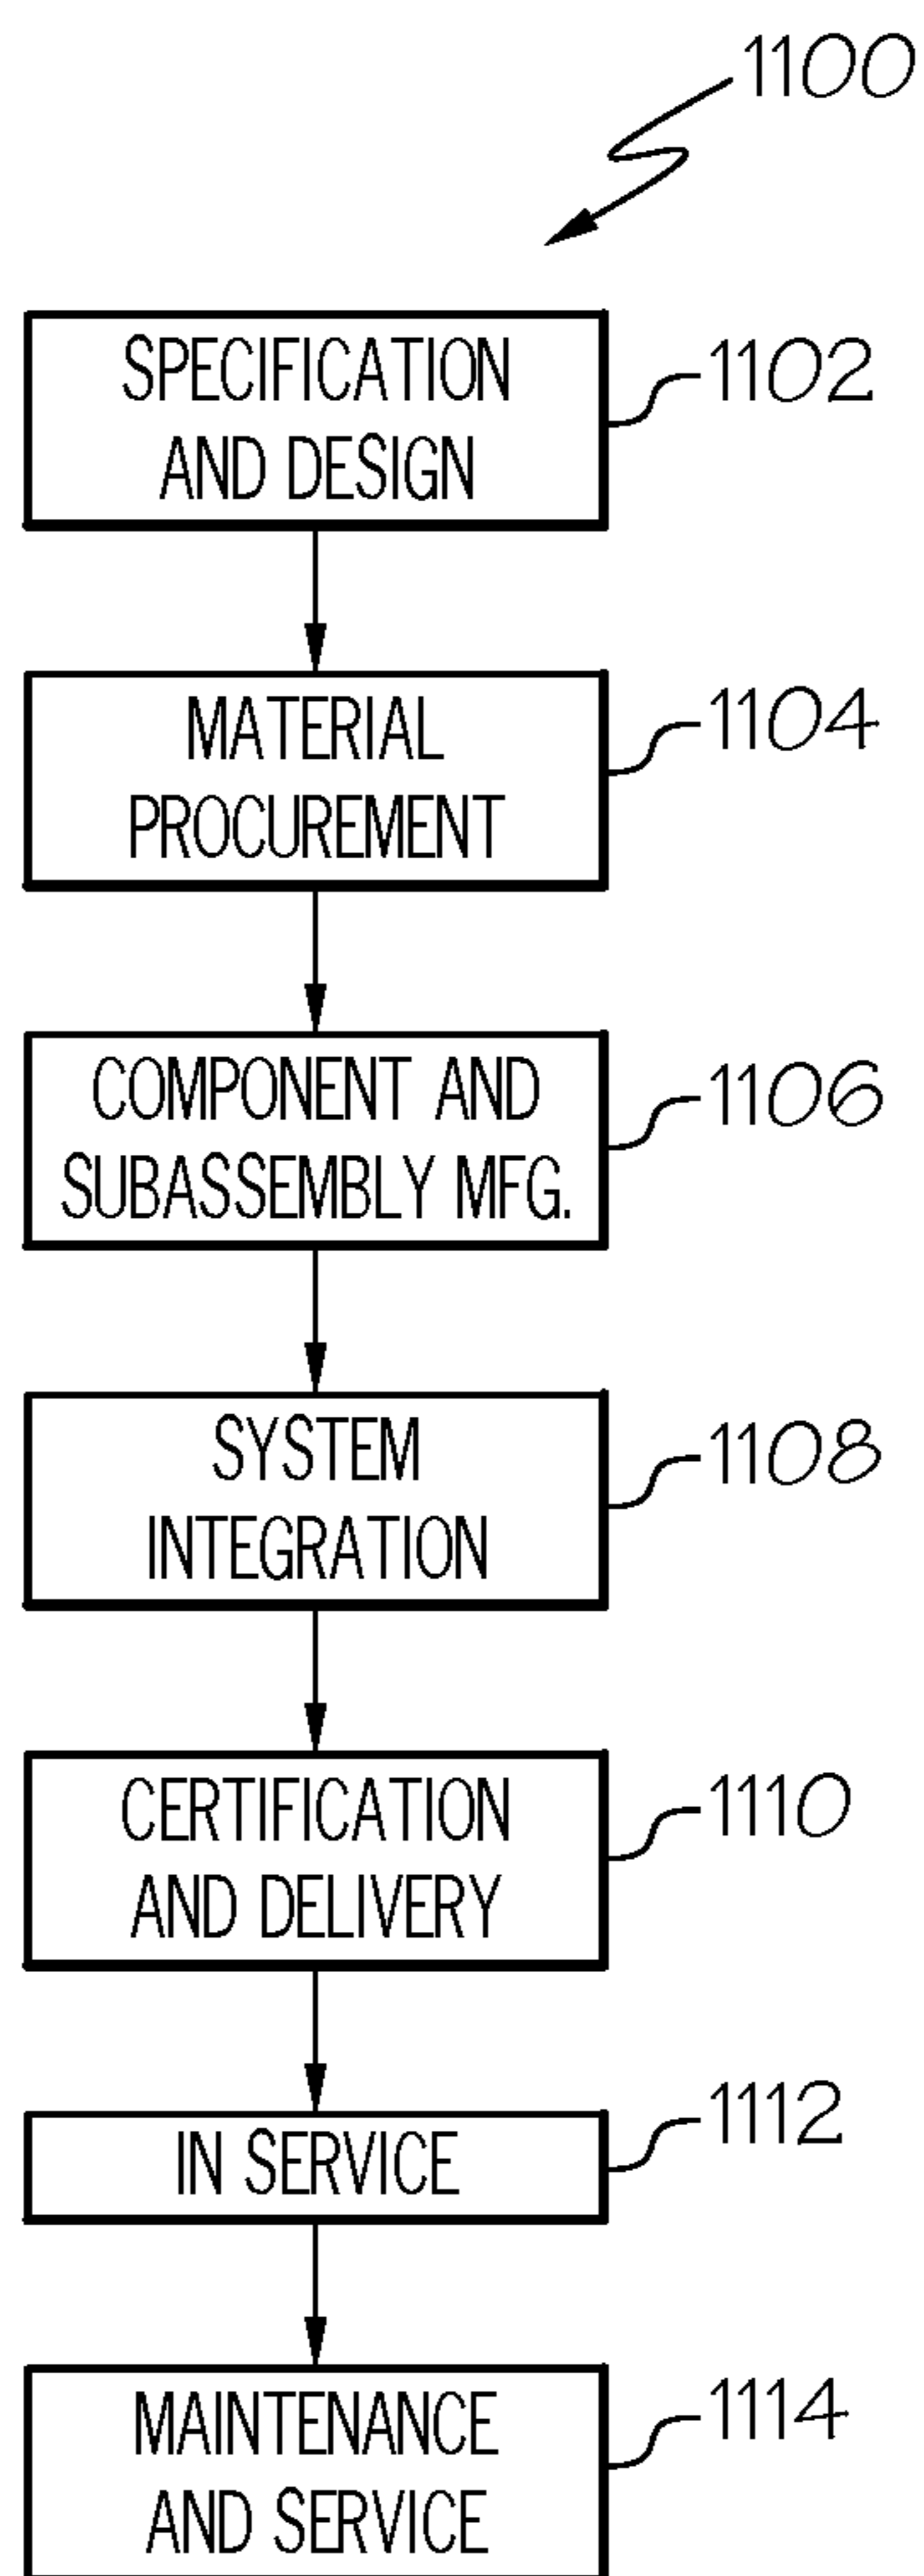 1100
SPECIFICATION
AND DESIGN
1102
MATERIAL
PROCUREMENT
1104
COMPONENT AND
SUBASSEMBLY MFG.
1106
SYSTEM
INTEGRATION
1108
CERTIFICATION
AND DELIVERY
1110
IN SERVICE
1112
MAINTENANCE
AND SERVICE
1114